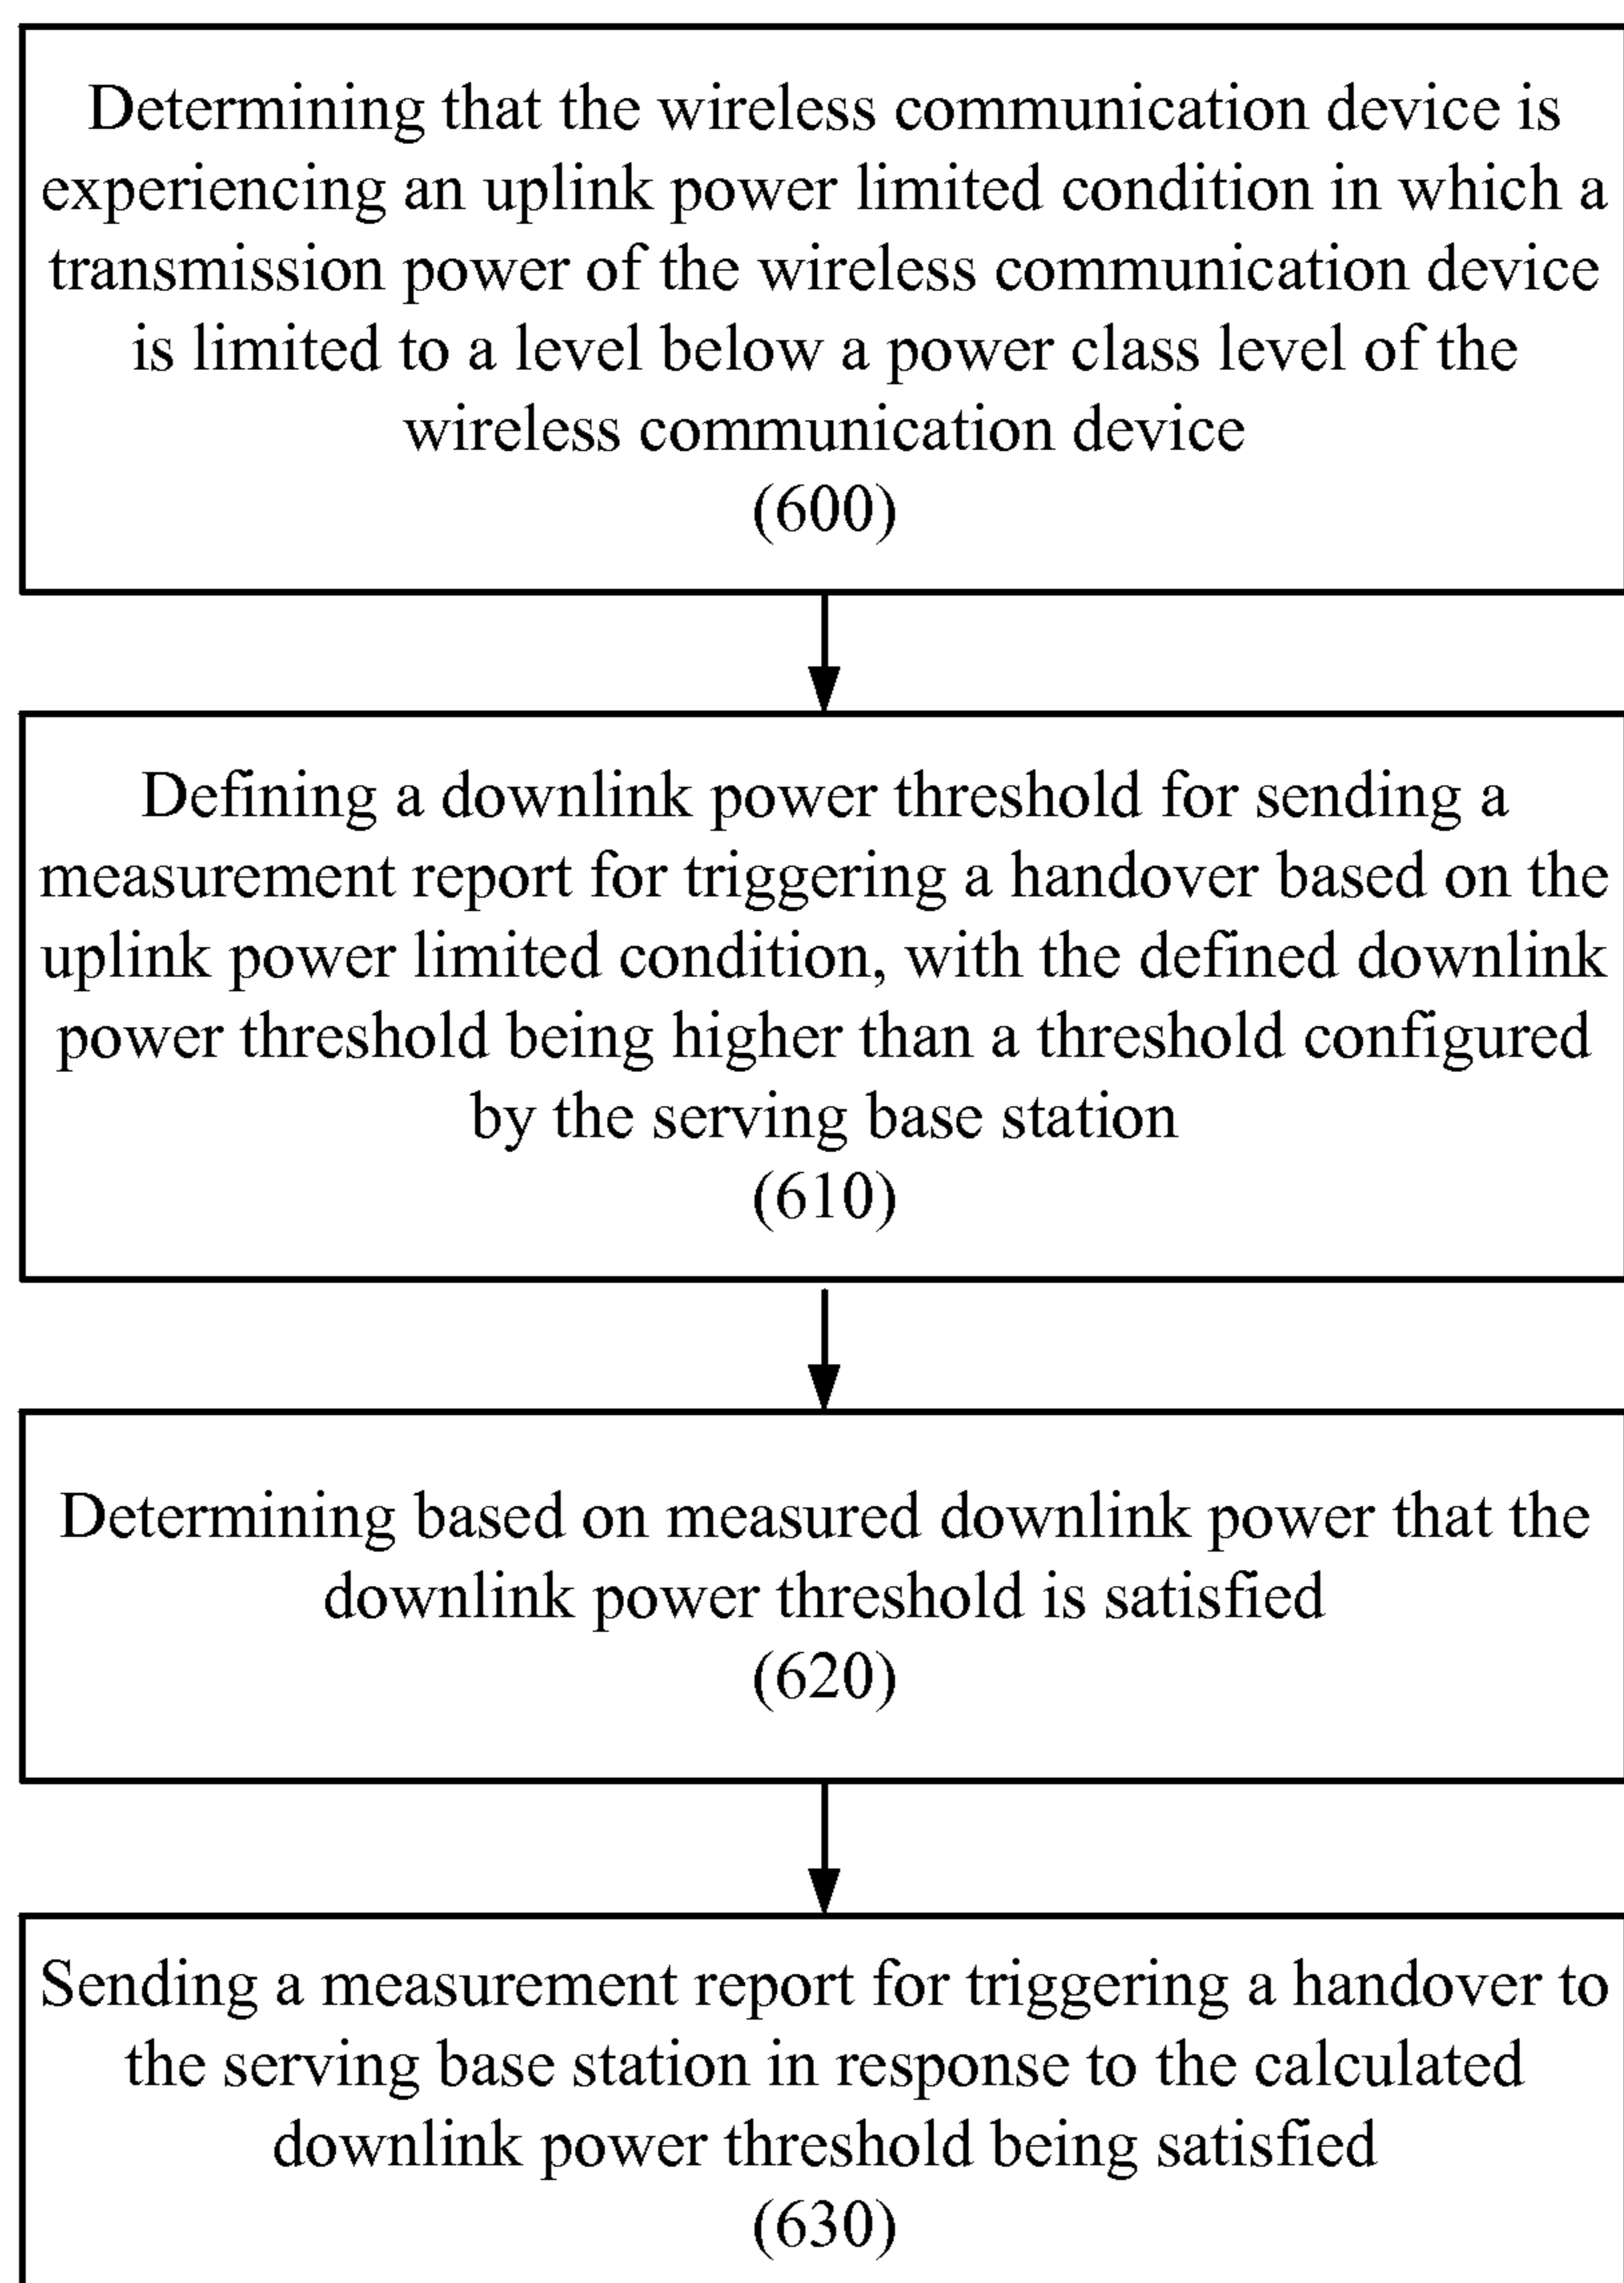 Determining that the wireless communication device is
experiencing an uplink power limited condition in which a
transmission power of the wireless communication device
is limited to a level below a power class level of the
wireless communication device
(600)
Defining a downlink power threshold for sending a
measurement report for triggering a handover based on the
uplink power limited condition, with the defined downlink
power threshold being higher than a threshold configured
by the serving base station
(610)
Determining based on measured downlink power that the
downlink power threshold is satisfied
(620)
Sending a measurement report for triggering a handover to
the serving base station in response to the calculated
downlink power threshold being satisfied
(630)